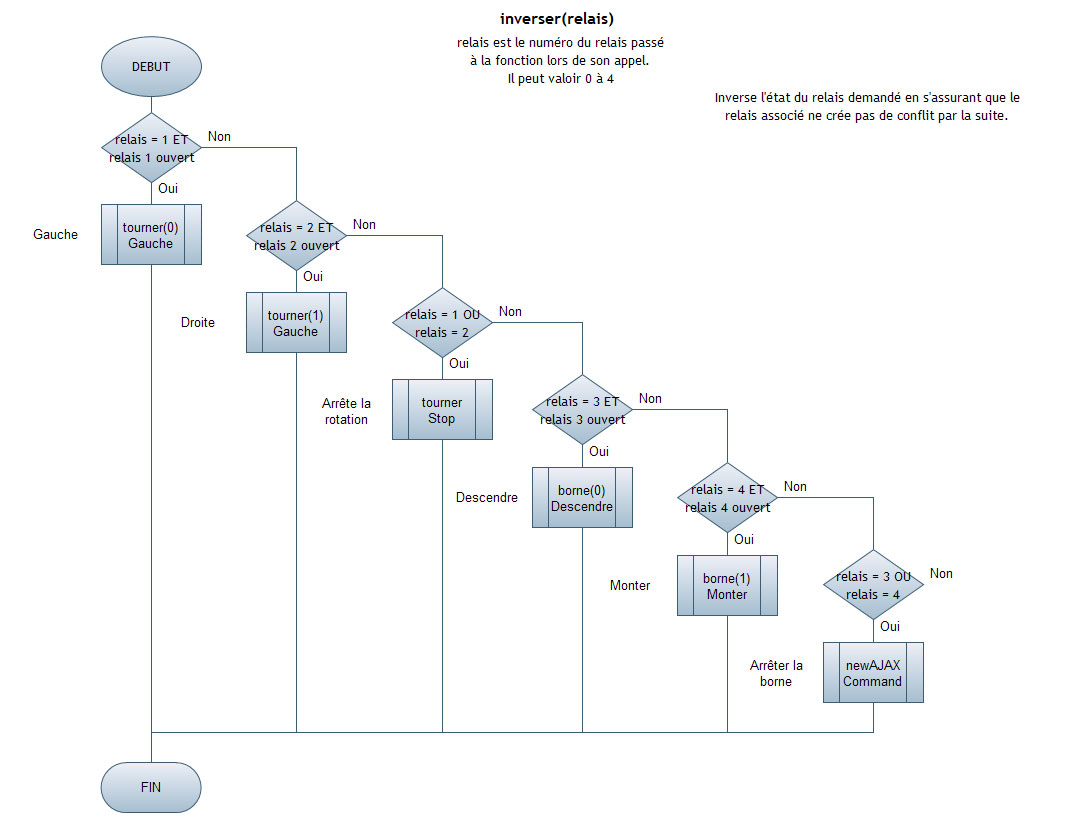 inverser(relais)
relais est le numéro du relais passé
à la fonction lors de son appel.
Il peut valoir 0 à 4
Inverse l'état du relais demandé en s'assurant que le
relais associé ne crée pas de conflit par la suite.
DEBUT
relais = 1 ET
relais 1 ouvert
Non
Oui
Gauche
tourner(0)
Gauche
relais = 2 ET
relais 2 ouvert
Non
Oui
Droite
tourner(1)
Gauche
relais = 1 OU
relais = 2
Non
Oui
Arrête la
rotation
tourner
Stop
relais = 3 ET
relais 3 ouvert
Non
Oui
Descendre
borne(0)
Descendre
relais = 4 ET
relais 4 ouvert
Non
Oui
Monter
borne(1)
Monter
relais = 3 OU
relais = 4
Non
Oui
Arrêter la
borne
newAJAX
Command
FIN